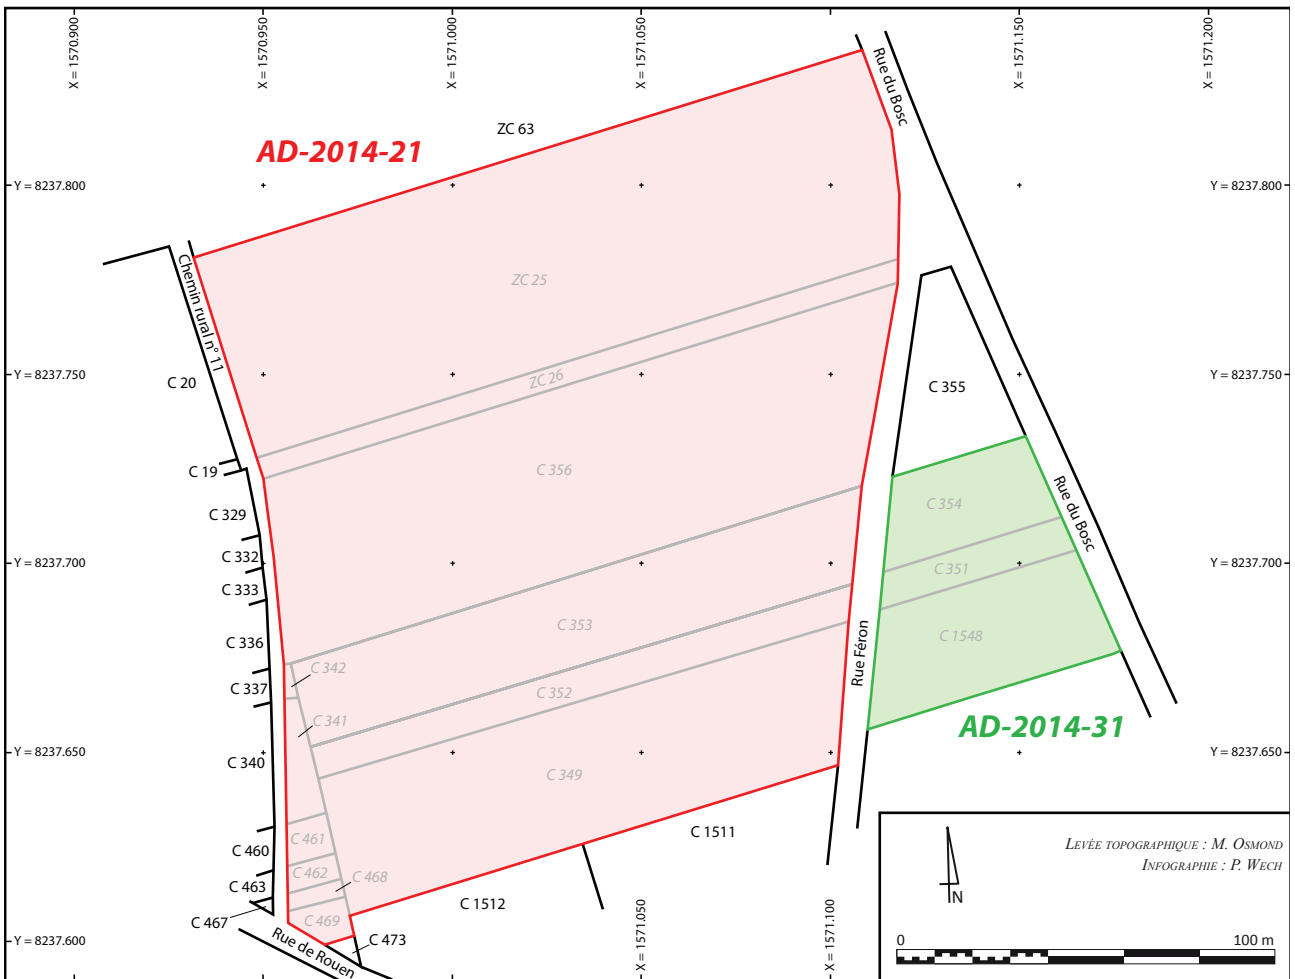 X = 1570.900
X = 1570.950
X = 1571.000
X = 1571.050
X = 1571.150
X = 1571.200
Rue du Bosc
ZC 63
AD-2014-21
Y = 8237.800
Y = 8237.800
Chemin rural n° 11
ZC 25
ZC 26
Y = 8237.750
Y = 8237.750
C 20
C 355
C 19
C 356
C 354
Rue du Bosc
C 329
C 332
Y = 8237.700
Y = 8237.700
C 351
C 333
C 353
C 336
C 1548
Rue Féron
C 342
C 337
C 352
C 341
AD-2014-31
Y = 8237.650
Y = 8237.650
C 340
C 349
C 1511
C 461
C 460
C 462
C 468
C 463
C 467
C 469
C 1512
C 473
Y = 8237.600
Rue de Rouen
X = 1571.050
X = 1571.100
Levée topographique : M. Osmond
Infographie : P. Wech
N
0
100 m